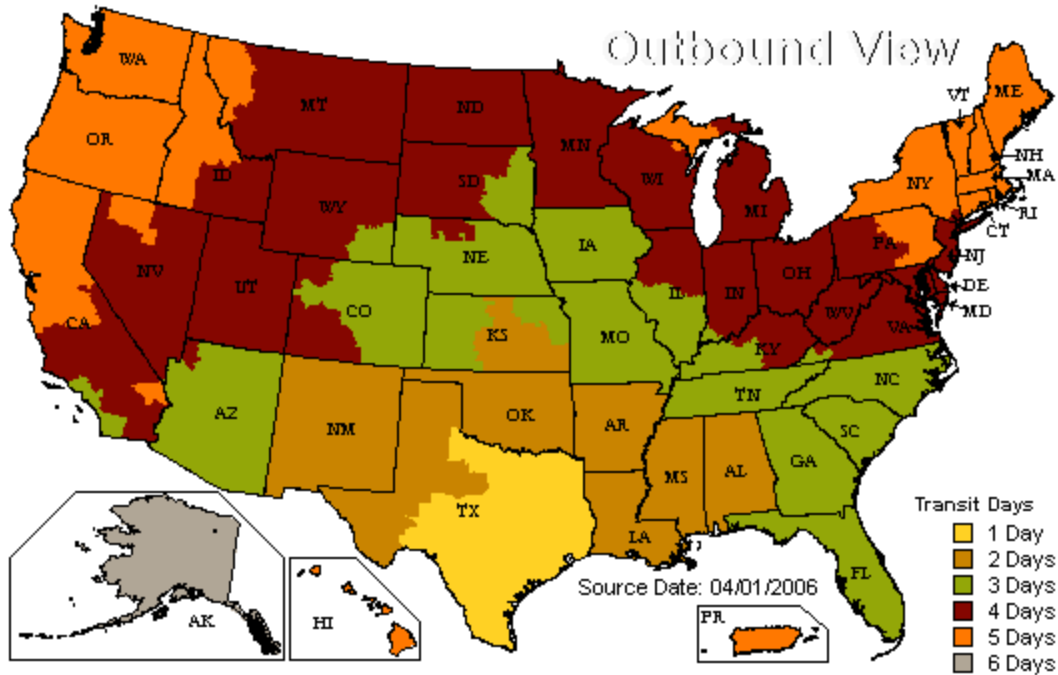 Outbound View
WA
MT
ND
MN
ME
VT
OR
ID
SD
WI
MI
NY
NH
MA
RI
CT
WY
NE
IA
PA
NJ
NV
UT
CO
IL
IN
OH
DE
MD
CA
KS
MO
WV
VA
KY
AZ
NM
OK
AR
TN
NC
SC
MS
AL
GA
TX
LA
FL
Transit Days
1 Day
2 Days
3 Days
4 Days
5 Days
6 Days
Source Date: 04/01/2006
AK
HI
PR